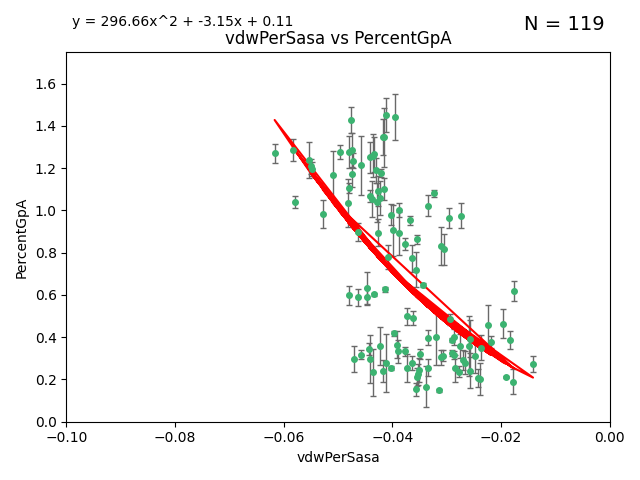 y = 296.66x^2 + -3.15x + 0.11
N = 119
vdwPerSasa vs PercentGpA
PercentGpA
1.6
1.4
1.2
1.0
0.8
0.6
0.4
0.2
0.0
−0.10 −0.08 −0.06 −0.04 −0.02 0.00
vdwPerSasa